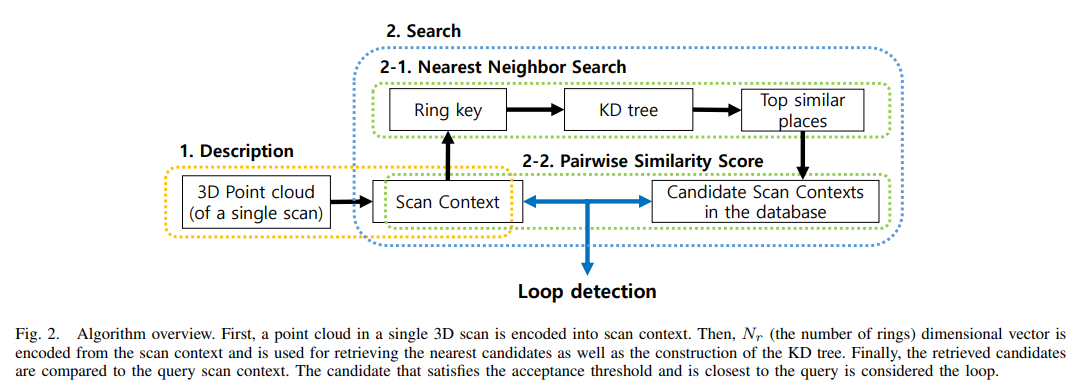 2. Search
2-1. Nearest Neighbor Search
Ring key
KD tree
Top similar
places
1. Description
2-2. Pairwise Similarity Score
3D Point cloud
(of a single scan)
Scan Context
Candidate Scan Contexts
in the database
Loop detection
Fig. 2. Algorithm overview. First, a point cloud in a single 3D scan is encoded into scan context. Then, Nr (the number of rings) dimensional vector is
encoded from the scan context and is used for retrieving the nearest candidates as well as the construction of the KD tree. Finally, the retrieved candidates
are compared to the query scan context. The candidate that satisfies the acceptance threshold and is closest to the query is considered the loop.